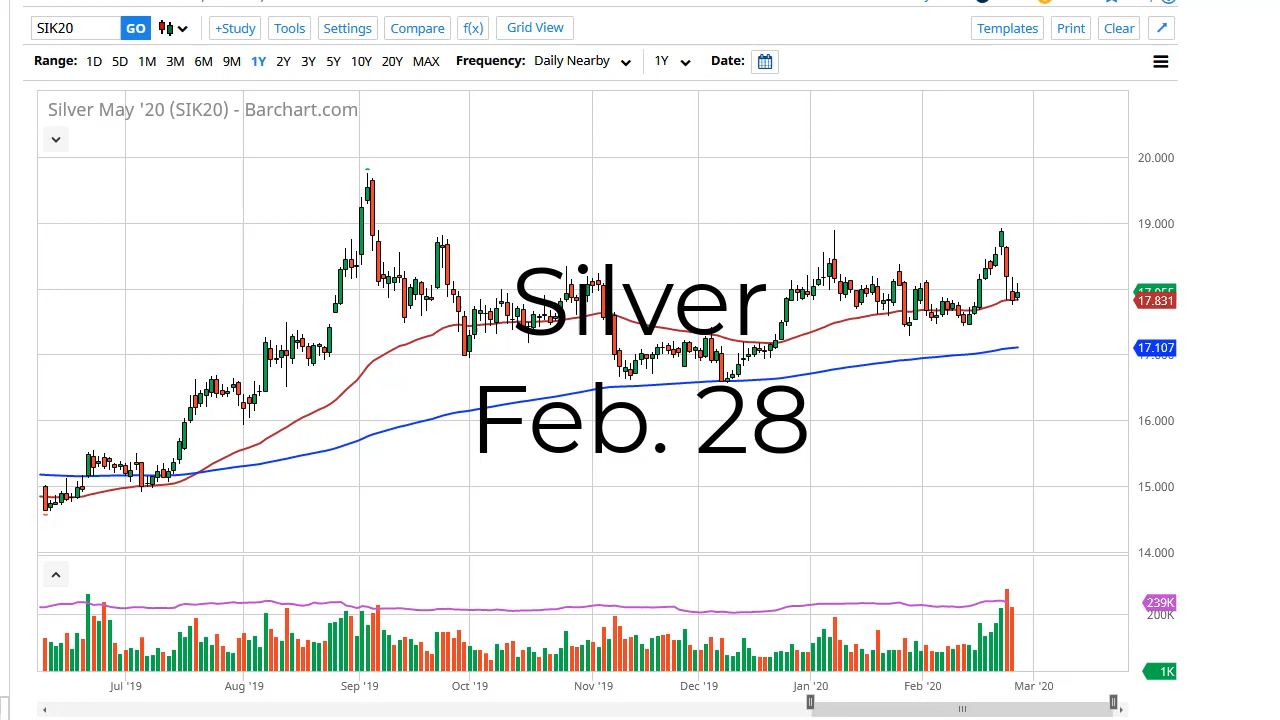 SIK20 GO +Study Tools Settings Compare f(x) Grid View Templates Print Clear
Range: 1D 5D 1M 3M 6M 9M 1Y 2Y 3Y 5Y 10Y 20Y MAX Frequency: Daily Nearby 1Y Date:
Silver May '20 (SIK20) - Barchart.com
20.000
19.000
17.831
17.107
16.000
15.000
14.000
Silver
Feb. 28
239K
200K
1K
Jul '19 Aug '19 Sep '19 Oct '19 Nov '19 Dec '19 Jan '20 Feb '20 Mar '20